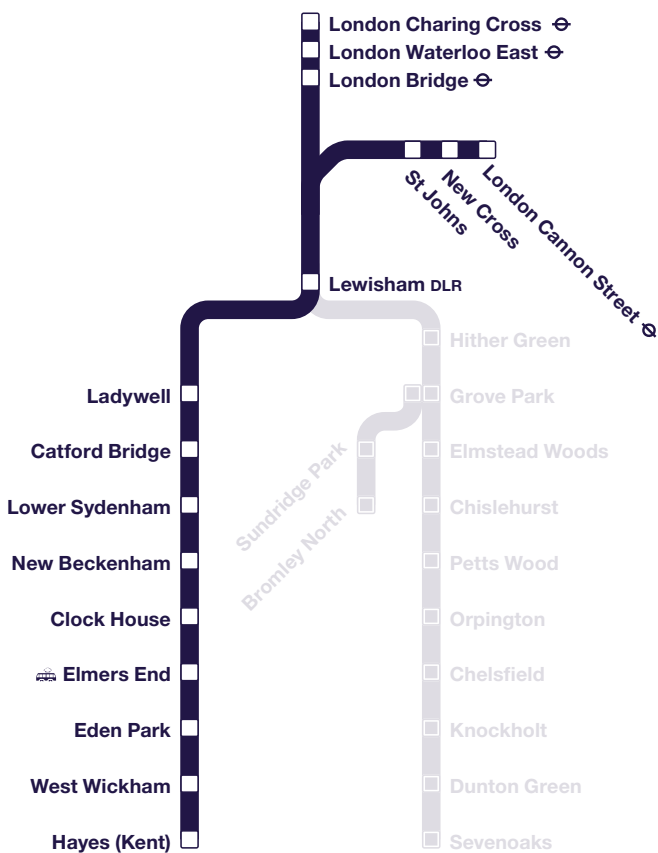 London Charing Cross
London Waterloo East
London Bridge
St Johns
New Cross
London Cannon Street
Lewisham DLR
Hither Green
Ladywell
Grove Park
Catford Bridge
Sundridge Park
Elmstead Woods
Lower Sydenham
Bromley North
Chislehurst
New Beckenham
Petts Wood
Clock House
Orpington
Elmers End
Chelsfield
Eden Park
Knockholt
West Wickham
Dunton Green
Hayes (Kent)
Sevenoaks